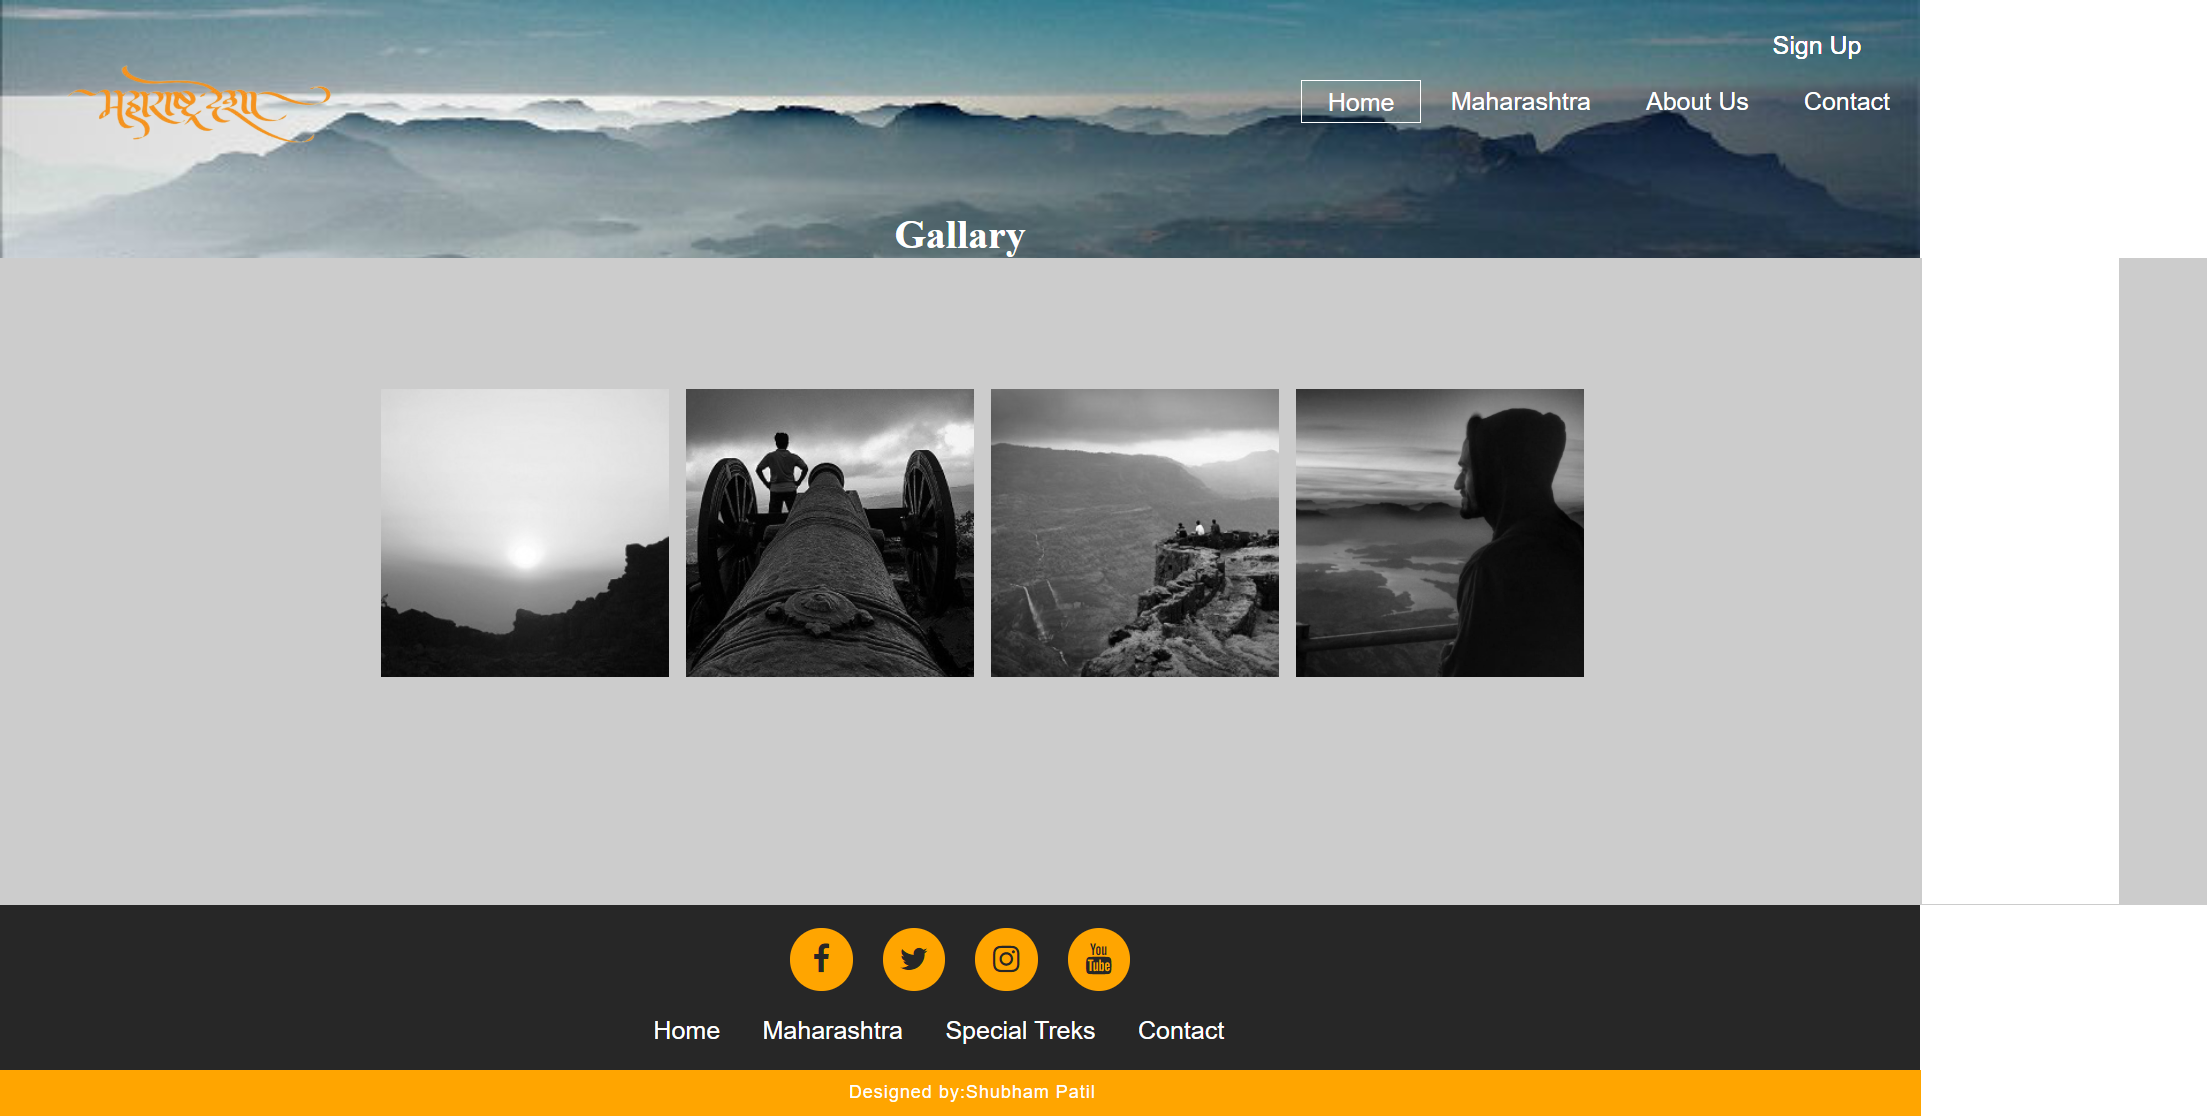 Sign Up
महाराष्ट्र देशा
Home Maharashtra About Us Contact
Gallary
You
Tube
Home Maharashtra Special Treks Contact
Designed by:Shubham Patil